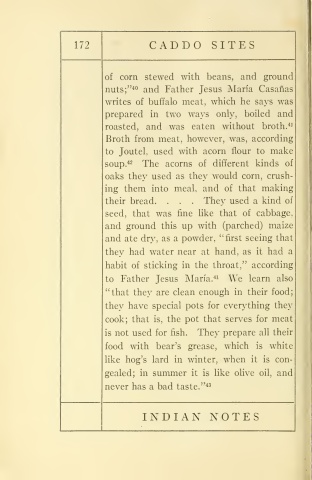 172
CADDO SITES
of corn stewed with beans, and ground
nuts;"⁴⁰ and Father Jesus María Casañas
writes of buffalo meat, which he says was
prepared in two ways only, boiled and
roasted, and was eaten without broth.⁴¹
Broth from meat, however, was, according
to Joutel, used with acorn flour to make
soup.⁴² The acorns of different kinds of
oaks they used as they would corn, crush-
ing them into meal, and of that making
their bread. . . . They used a kind of
seed, that was fine like that of cabbage,
and ground this up with (parched) maize
and ate dry, as a powder, "first seeing that
they had water near at hand, as it had a
habit of sticking in the throat," according
to Father Jesus María.⁴¹ We learn also
"that they are clean enough in their food;
they have special pots for everything they
cook; that is, the pot that serves for meat
is not used for fish. They prepare all their
food with bear's grease, which is white
like hog's lard in winter, when it is con-
gealed; in summer it is like olive oil, and
never has a bad taste."⁴³
INDIAN NOTES